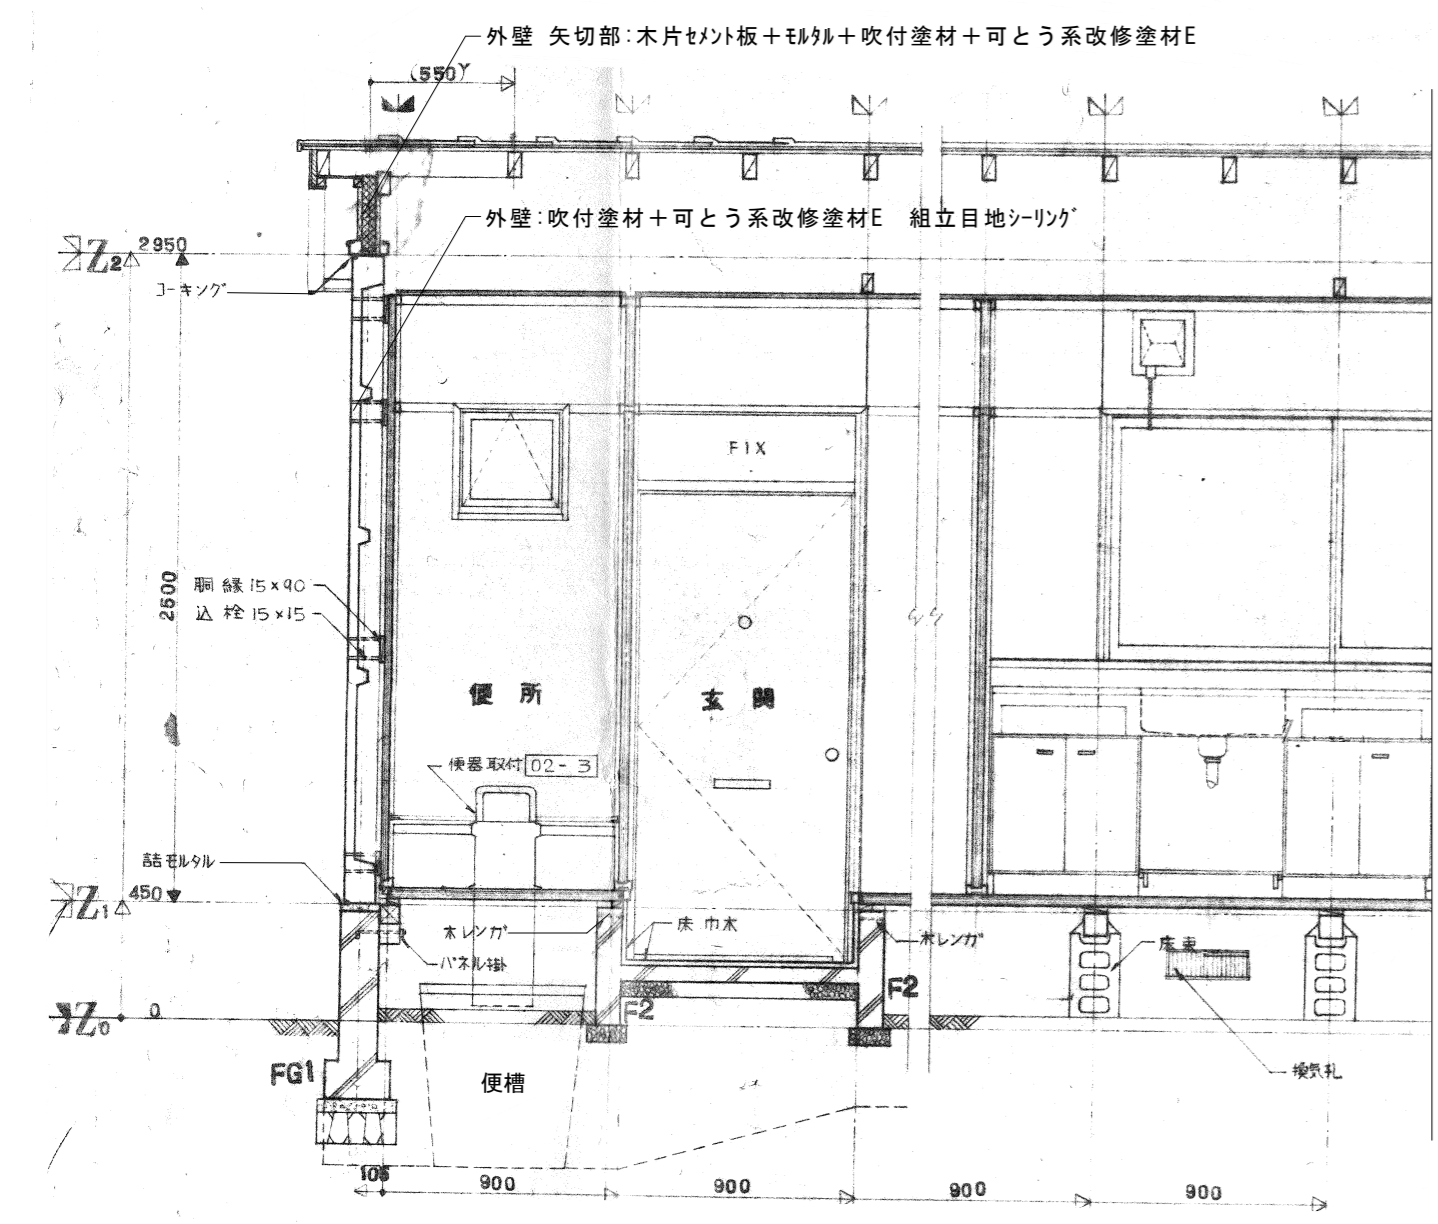 外壁 矢切部:木片ｾﾒﾝﾄ板＋ﾓﾙﾀﾙ＋吹付塗材＋可とう系改修塗材E
(550)
外壁:吹付塗材＋可とう系改修塗材E 組立目地ｼｰﾘﾝｸﾞ
Z2 2950
コーキング
FIX
2500
胴縁 15×90
込栓 15×15
便所
玄関
便器取付 02-3
詰モルタル
Z1 450
木レンガ
床巾木
木レンガ
床束
パネル掛
F2
F2
Z0 0
FG1
便槽
換気孔
105
900
900
900
900